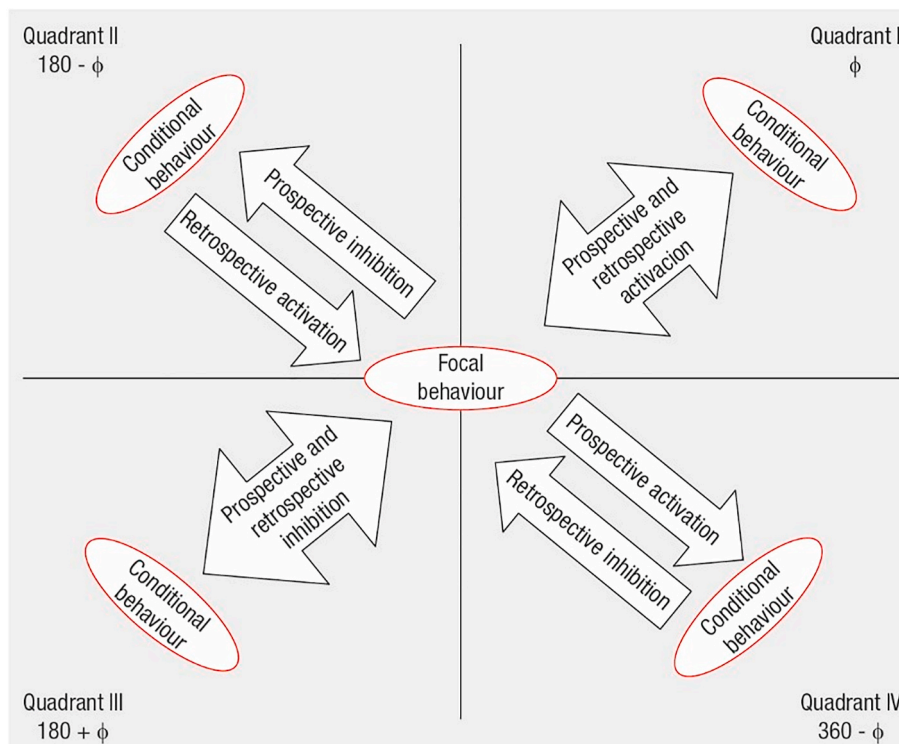 Quadrant II
180 - ϕ
Quadrant I
ϕ
Conditional
behaviour
Prospective inhibition
Retrospective activation
Prospective and
retrospective
activacion
Conditional
behaviour
Focal
behaviour
Prospective and
retrospective
inhibition
Conditional
behaviour
Prospective activation
Retrospective inhibition
Conditional
behaviour
Quadrant III
180 + ϕ
Quadrant IV
360 - ϕ